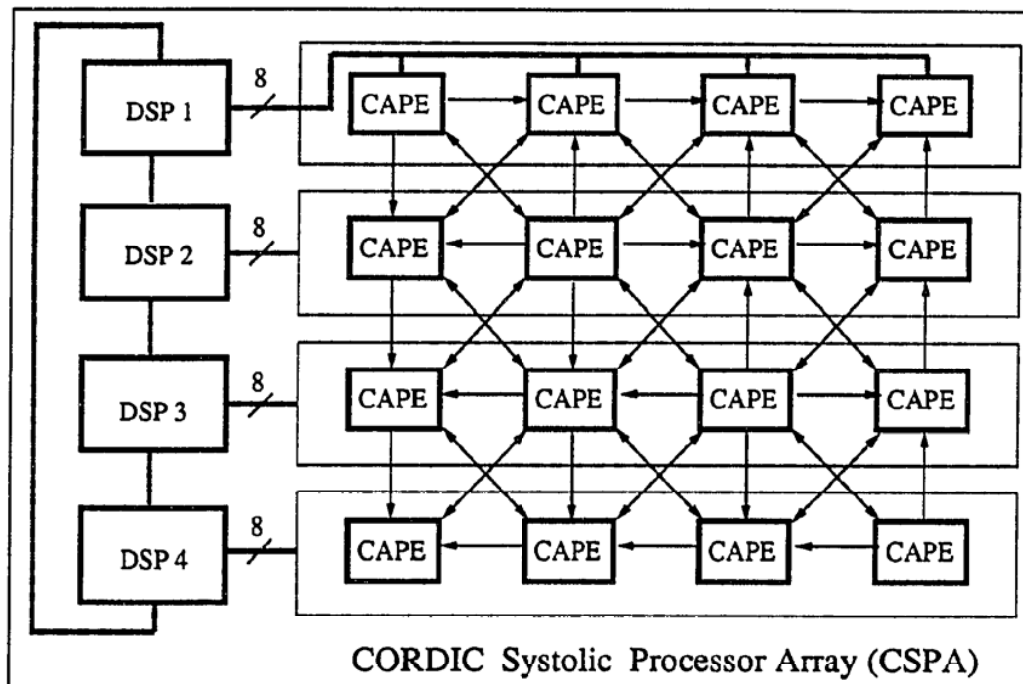 8
DSP 1 CAPE CAPE CAPE CAPE
8
DSP 2 CAPE CAPE CAPE CAPE
8
DSP 3 CAPE CAPE CAPE CAPE
8
DSP 4 CAPE CAPE CAPE CAPE
CORDIC Systolic Processor Array (CSPA)